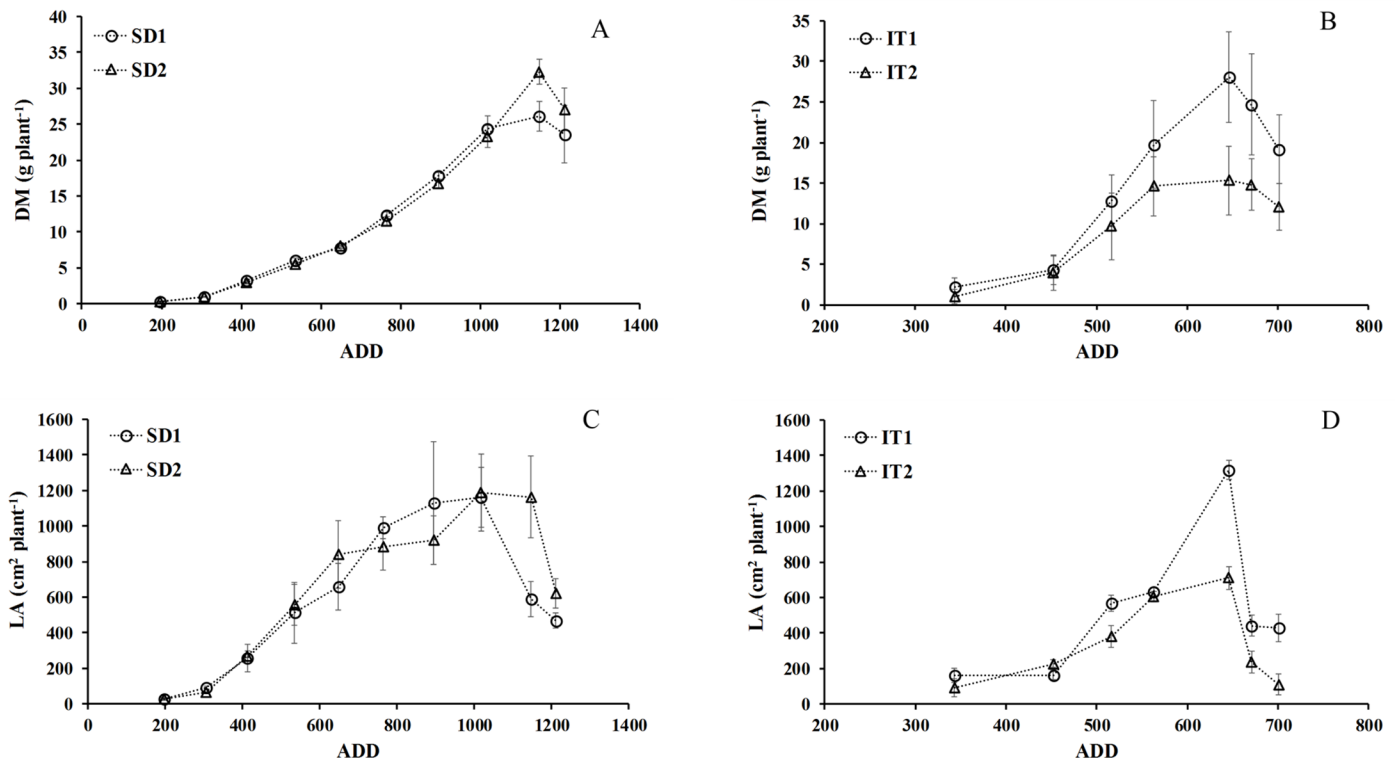 A
SD1
SD2
DM (g plant-1)
40
35
30
25
20
15
10
5
0
0 200 400 600 800 1000 1200 1400
ADD
B
IT1
IT2
DM (g plant-1)
35
30
25
20
15
10
5
0
200 300 400 500 600 700 800
ADD
C
SD1
SD2
LA (cm2 plant-1)
1600
1400
1200
1000
800
600
400
200
0
0 200 400 600 800 1000 1200 1400
ADD
D
IT1
IT2
LA (cm2 plant-1)
1600
1400
1200
1000
800
600
400
200
0
200 300 400 500 600 700 800
ADD